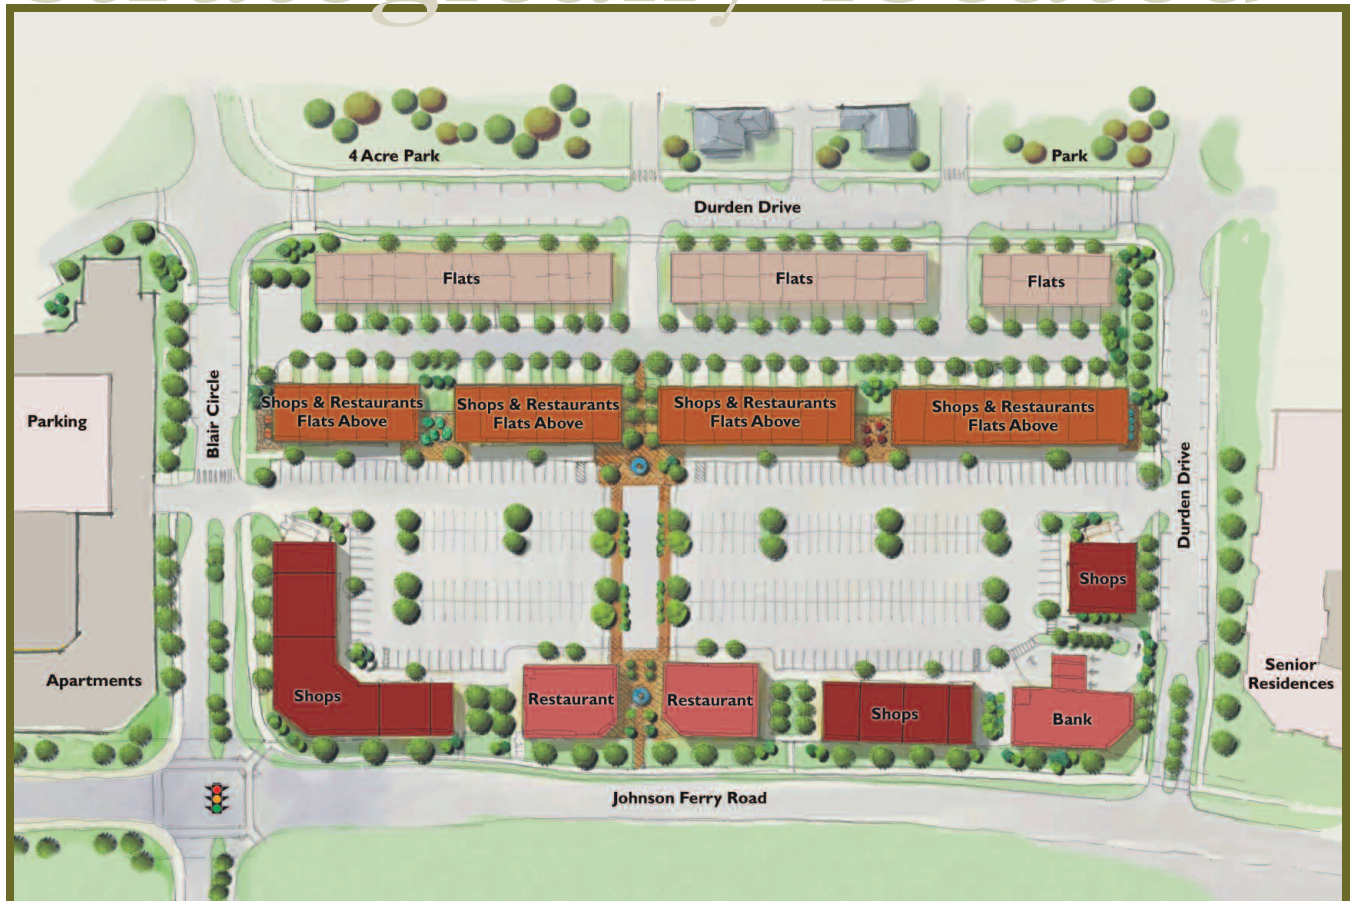 4 Acre Park
Park
Durden Drive
Flats
Flats
Flats
Parking
Blair Circle
Shops & Restaurants
Flats Above
Shops & Restaurants
Flats Above
Shops & Restaurants
Flats Above
Shops & Restaurants
Flats Above
Durden Drive
Shops
Apartments
Shops
Restaurant
Restaurant
Shops
Bank
Senior
Residences
Johnson Ferry Road